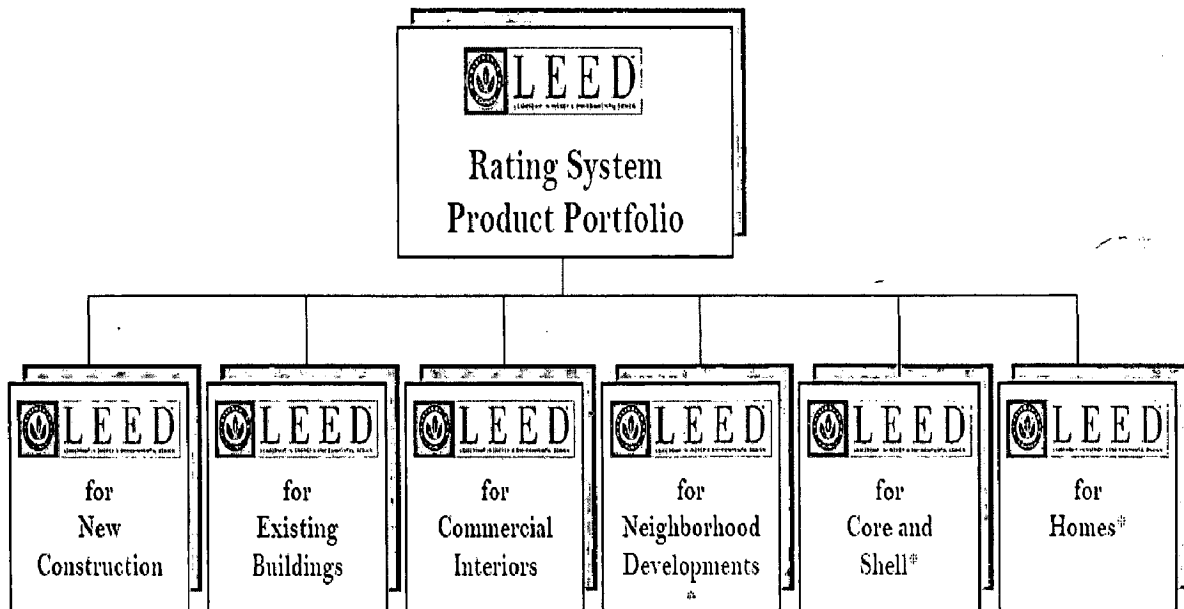 LEED
Rating System
Product Portfolio
LEED
for
New
Construction
LEED
for
Existing
Buildings
LEED
for
Commercial
Interiors
LEED
for
Neighborhood
Developments
*
LEED
for
Core and
Shell*
LEED
for
Homes*